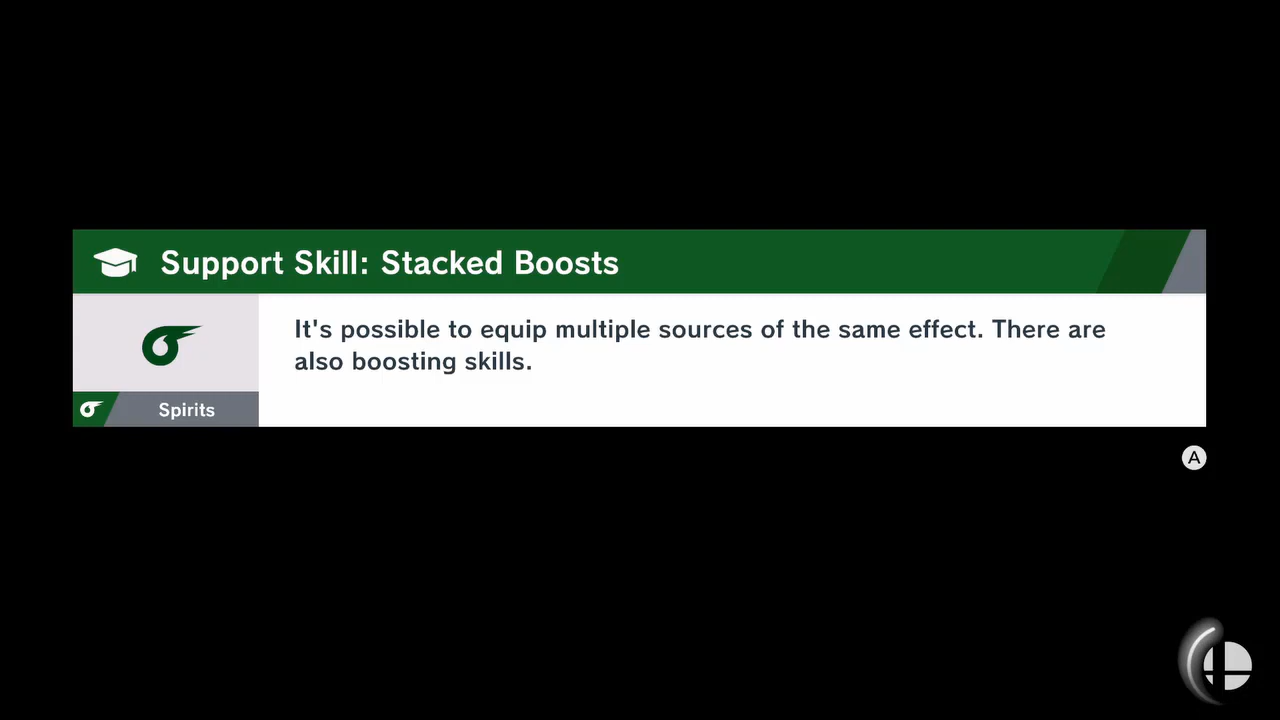 Support Skill: Stacked Boosts
It's possible to equip multiple sources of the same effect. There are
also boosting skills.
Spirits
A